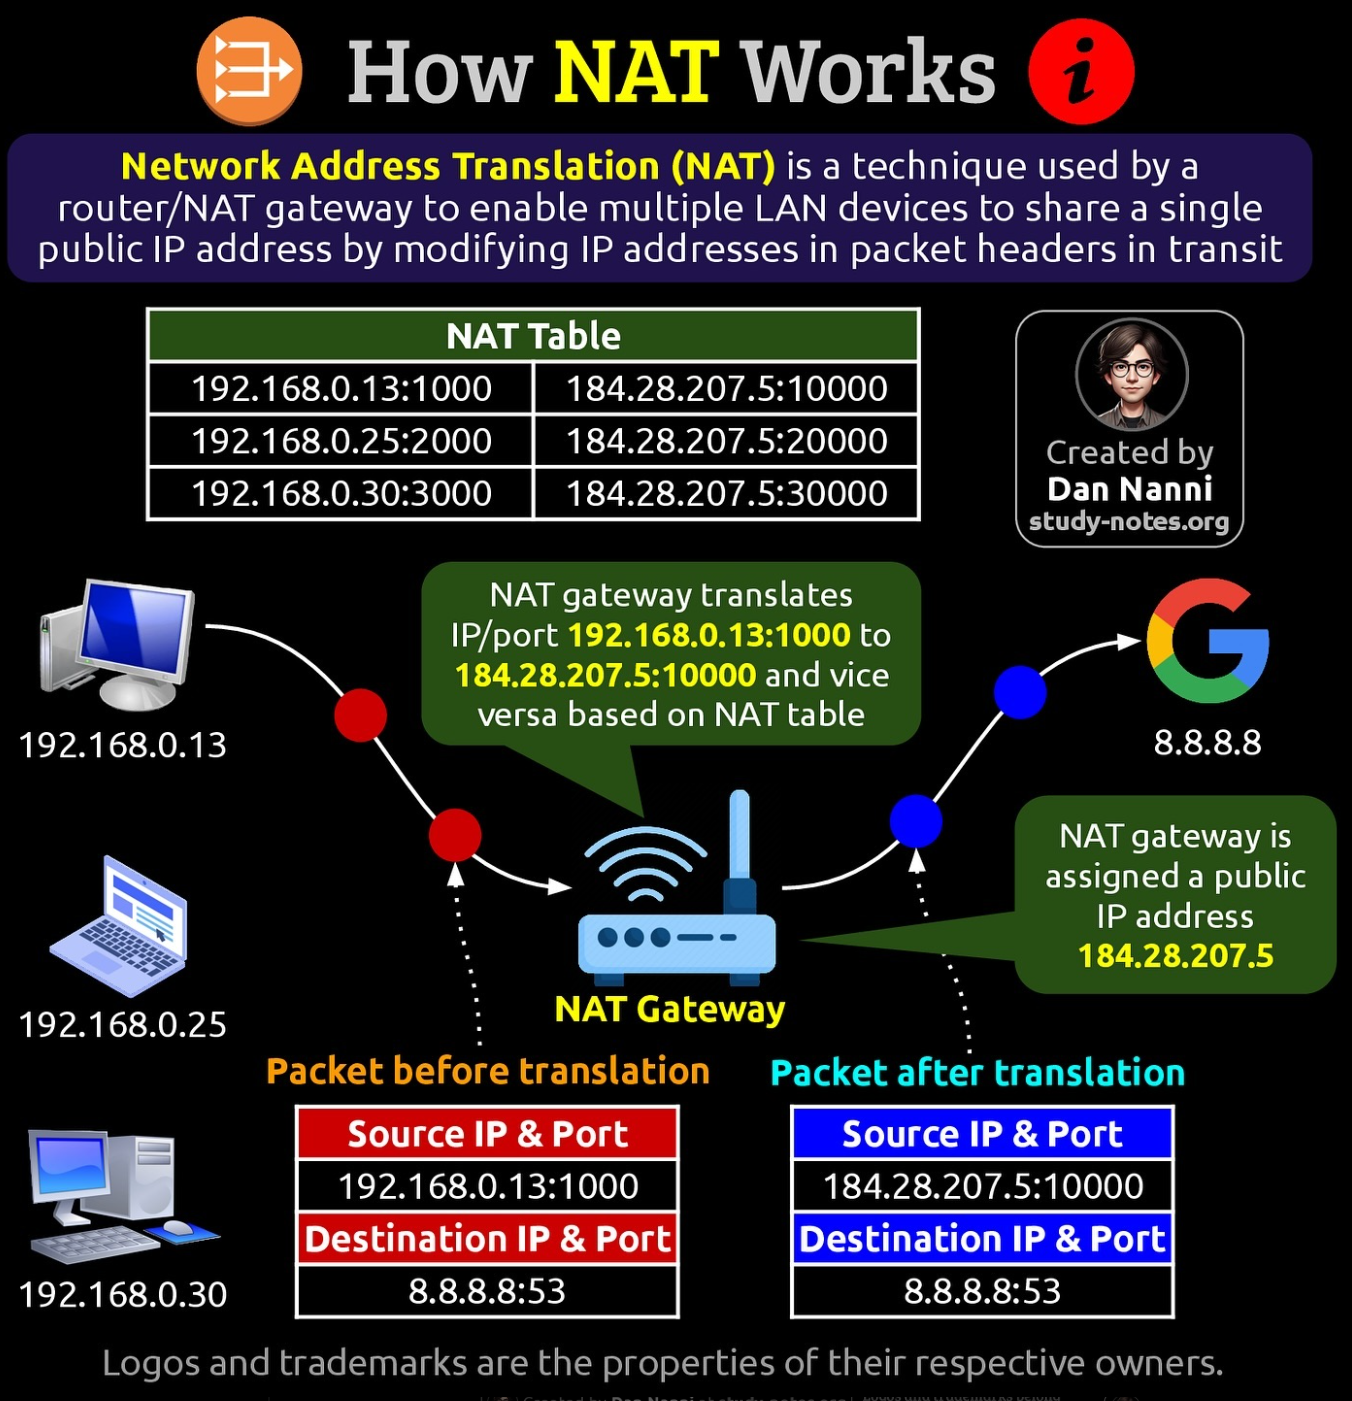 How NAT Works
i
Network Address Translation (NAT) is a technique used by a
router/NAT gateway to enable multiple LAN devices to share a single
public IP address by modifying IP addresses in packet headers in transit
NAT Table
192.168.0.13:1000 184.28.207.5:10000
192.168.0.25:2000 184.28.207.5:20000
192.168.0.30:3000 184.28.207.5:30000
Created by
Dan Nanni
study-notes.org
NAT gateway translates
IP/port 192.168.0.13:1000 to
184.28.207.5:10000 and vice
versa based on NAT table
192.168.0.13
G
8.8.8.8
NAT gateway is
assigned a public
IP address
184.28.207.5
192.168.0.25
NAT Gateway
Packet before translation
Source IP & Port
192.168.0.13:1000
Destination IP & Port
8.8.8.8:53
Packet after translation
Source IP & Port
184.28.207.5:10000
Destination IP & Port
8.8.8.8:53
192.168.0.30
Logos and trademarks are the properties of their respective owners.